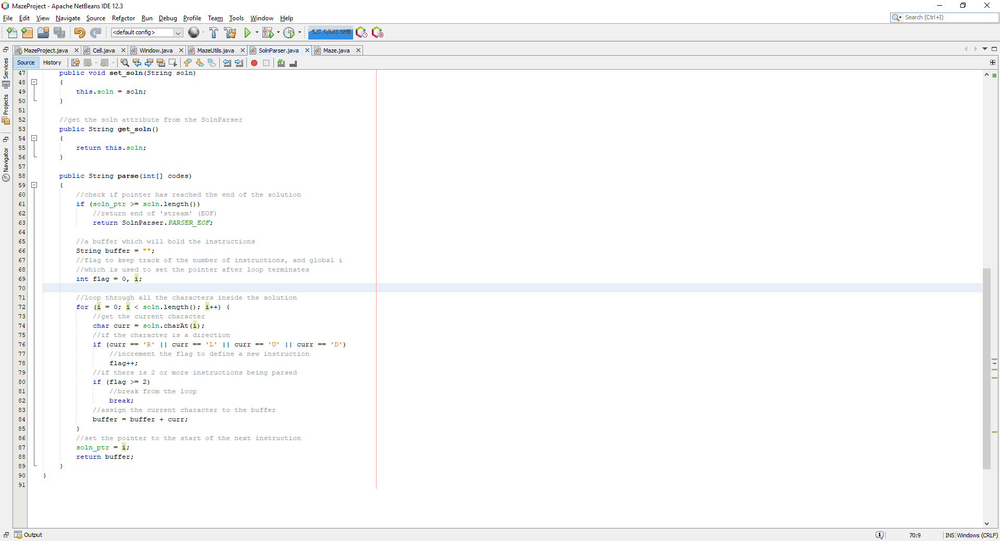 MazeProject - Apache NetBeans IDE 12.3
File Edit View Navigate Source Refactor Run Debug Profile Team Tools Window Help
Search (Ctrl+I)
<default config>
527.9/683.5MB
MazeProject.java Cell.java Window.java MazeUtils.java SolnParser.java Maze.java
Source History
Services
Projects
Navigator
47 public void set_soln(String soln)
48 {
49 this.soln = soln;
50 }
51
52 //get the soln attribute from the SolnParser
53 public String get_soln()
54 {
55 return this.soln;
56 }
57
58 public String parse(int[] codes)
59 {
60 //check if pointer has reached the end of the solution
61 if (soln_ptr >= soln.length())
62 //return end of 'stream' (EOF)
63 return SolnParser.PARSER_EOF;
64
65 //a buffer which will hold the instructions
66 String buffer = "";
67 //flag to keep track of the number of instructions, and global i
68 //which is used to set the pointer after loop terminates
69 int flag = 0, i;
70
71 //loop through all the characters inside the solution
72 for (i = 0; i < soln.length(); i++) {
73 //get the current character
74 char curr = soln.charAt(i);
75 //if the character is a direction
76 if (curr == 'R' || curr == 'L' || curr == 'U' || curr == 'D')
77 //increment the flag to define a new instruction
78 flag++;
79 //if there is 2 or more instructions being parsed
80 if (flag >= 2)
81 //break from the loop
82 break;
83 //assign the current character to the buffer
84 buffer = buffer + curr;
85 }
86 //set the pointer to the start of the next instruction
87 soln_ptr = i;
88 return buffer;
89 }
90 }
91
Output
1
70:9
INS Windows (CRLF)